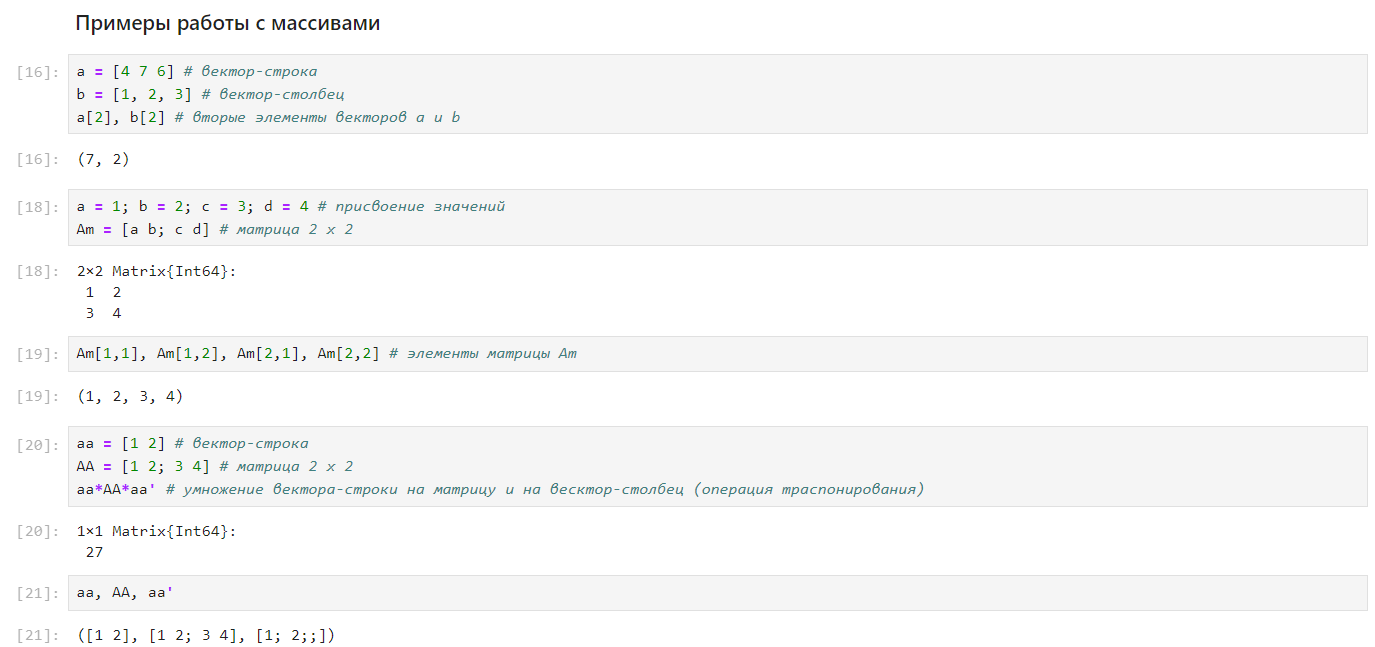 Примеры работы с массивами
[16]: a = [4 7 6] # вектор-строка
b = [1, 2, 3] # вектор-столбец
a[2], b[2] # вторые элементы векторов a и b
[16]: (7, 2)
[18]: a = 1; b = 2; c = 3; d = 4 # присвоение значений
Am = [a b; c d] # матрица 2 x 2
[18]: 2×2 Matrix{Int64}:
1 2
3 4
[19]: Am[1,1], Am[1,2], Am[2,1], Am[2,2] # элементы матрицы Am
[19]: (1, 2, 3, 4)
[20]: aa = [1 2] # вектор-строка
AA = [1 2; 3 4] # матрица 2 x 2
aa*AA*aa' # умножение вектора-строки на матрицу и на весктор-столбец (операция траспонирования)
[20]: 1×1 Matrix{Int64}:
27
[21]: aa, AA, aa'
[21]: ([1 2], [1 2; 3 4], [1; 2;;])